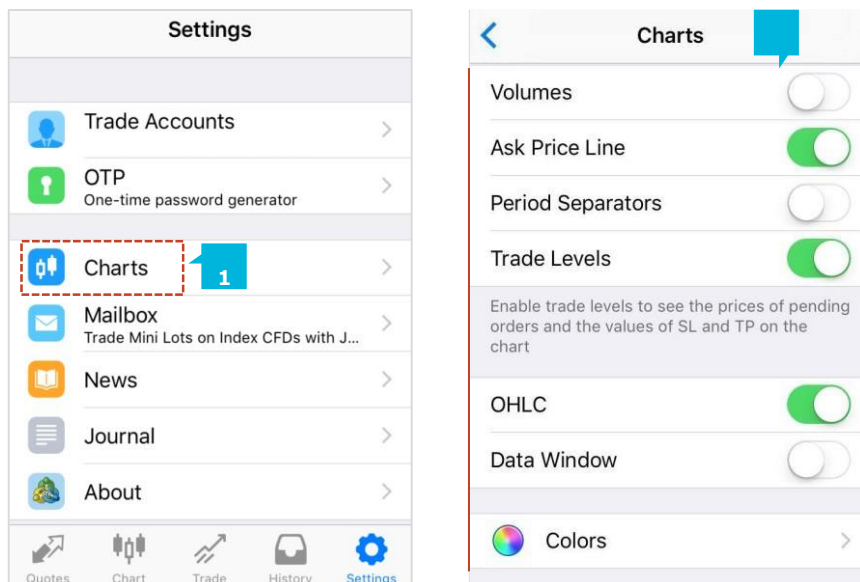 Settings
Trade Accounts
OTP
One-time password generator
Charts
1
Mailbox
Trade Mini Lots on Index CFDs with J...
News
Journal
About
Quotes
Chart
Trade
History
Settings
Charts
Volumes
Ask Price Line
Period Separators
Trade Levels
Enable trade levels to see the prices of pending
orders and the values of SL and TP on the
chart
OHLC
Data Window
Colors